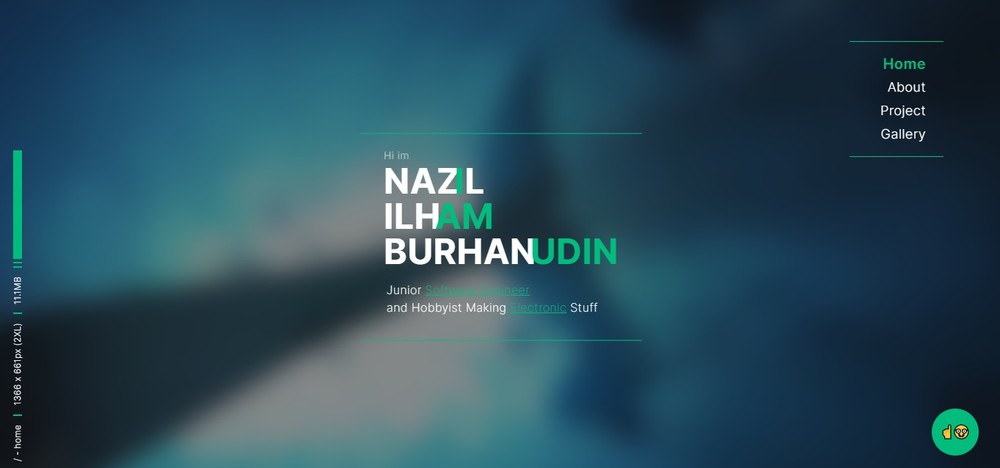 Home
About
Project
Gallery
Hi im
NAZIL
ILHAM
BURHANUDIN
Junior Software Engineer
and Hobbyist Making Electronic Stuff
/ - home | 1366 x 661px (2XL) | 11.1MB ||